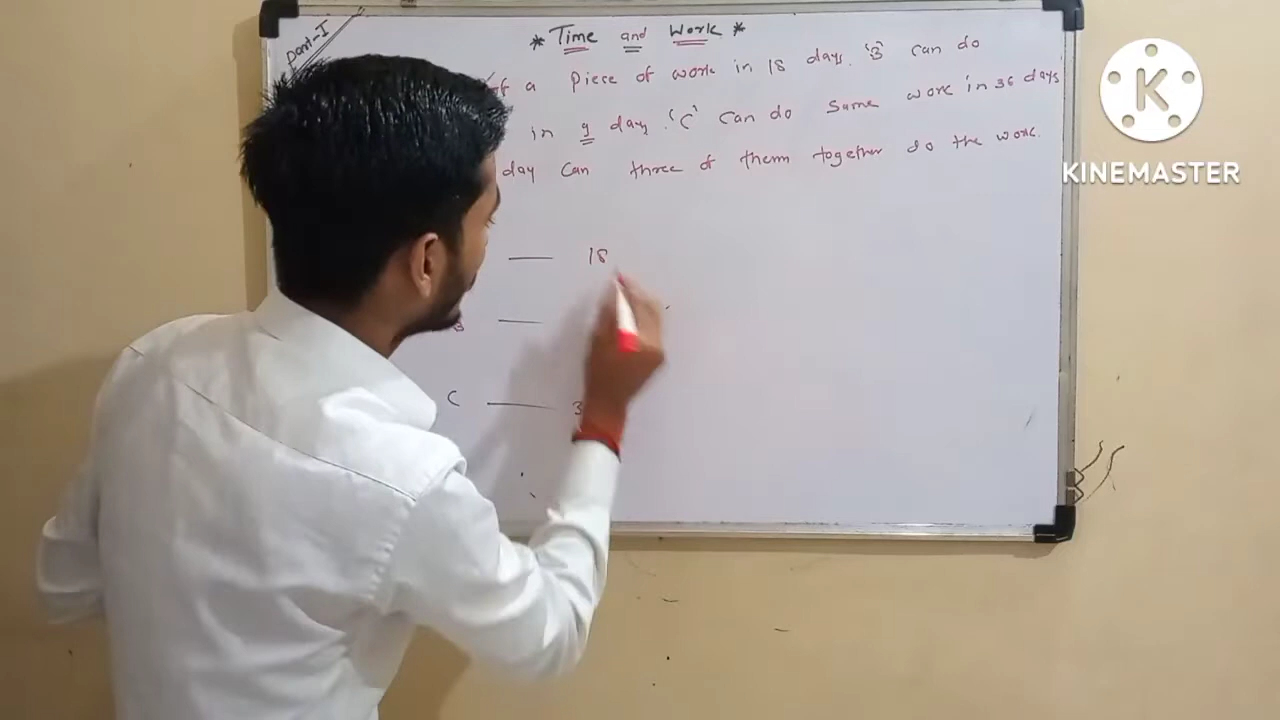 Part-I
* Time and Work *
of a piece of work in 18 days. 'B' can do
in 9 day. 'C' can do same work in 36 days
day can three of them together do the work.
— 18
B —
C — 3
K
KINEMASTER